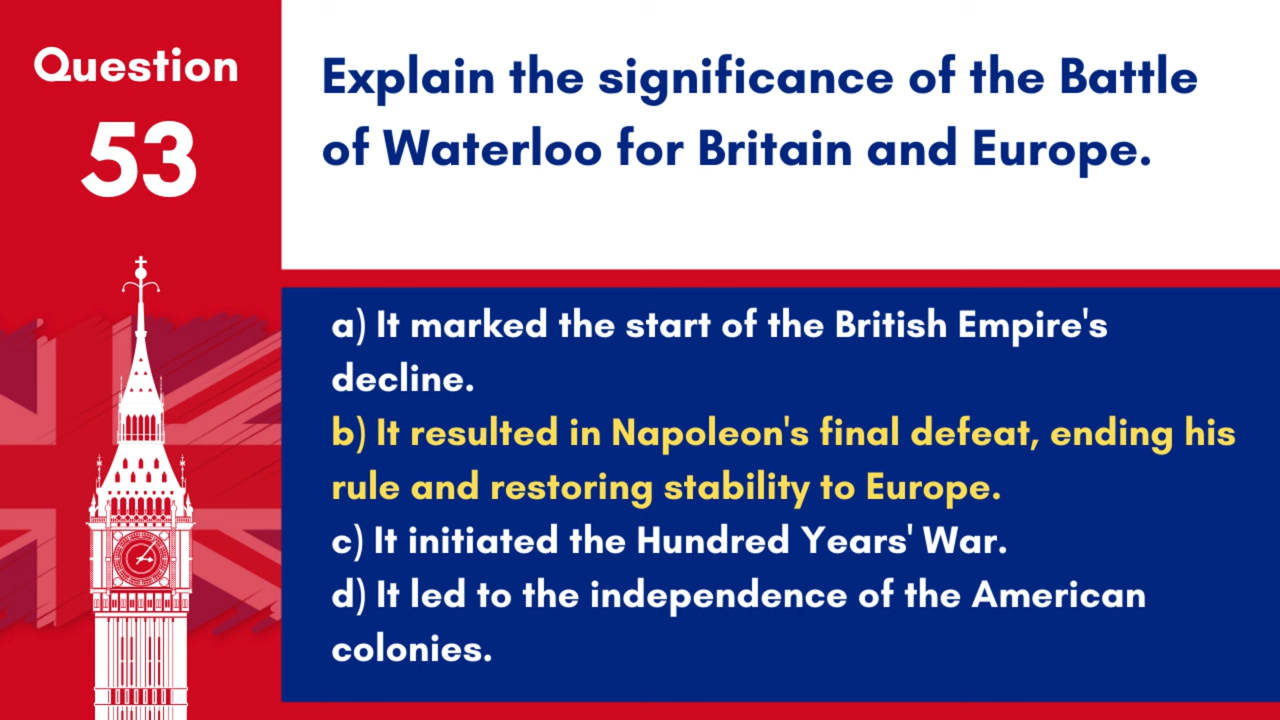 Question
53
Explain the significance of the Battle
of Waterloo for Britain and Europe.
a) It marked the start of the British Empire's
decline.
b) It resulted in Napoleon's final defeat, ending his
rule and restoring stability to Europe.
c) It initiated the Hundred Years' War.
d) It led to the independence of the American
colonies.